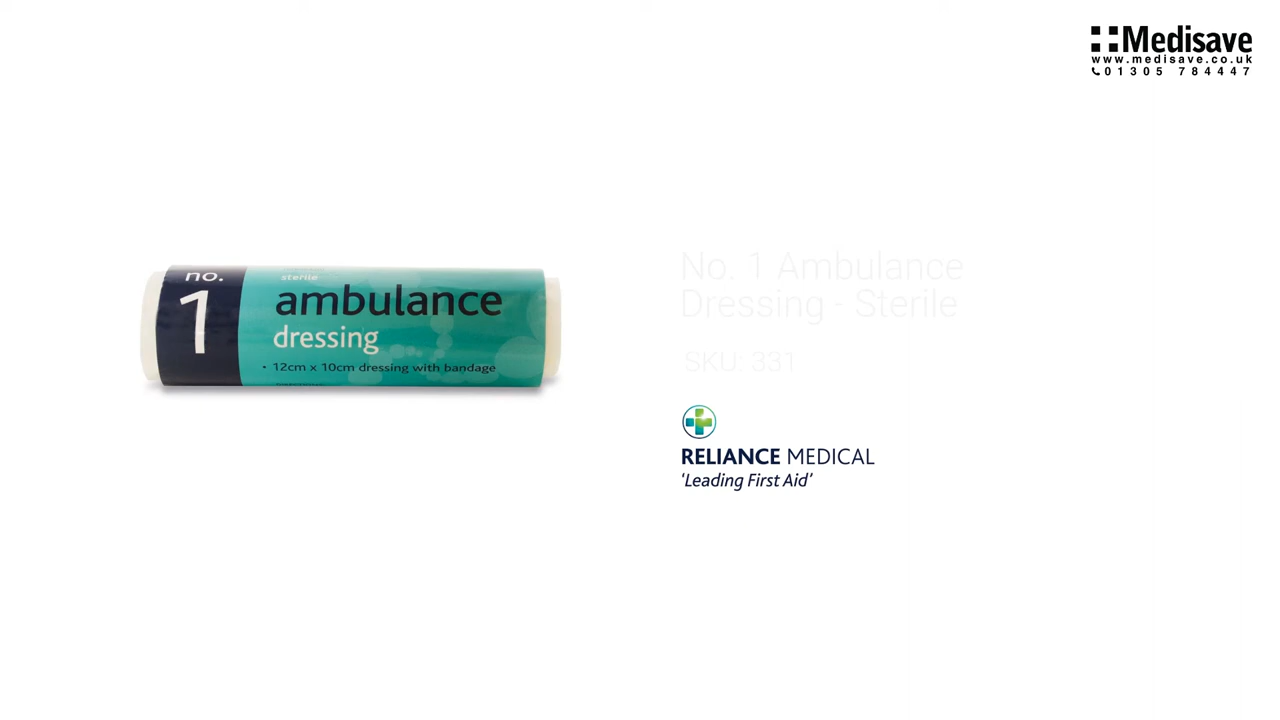 Medisave
www.medisave.co.uk
01305 784447
no.
1
sterile
ambulance
dressing
• 12cm x 10cm dressing with bandage
No. 1 Ambulance
Dressing - Sterile
SKU: 331
RELIANCE MEDICAL
'Leading First Aid'